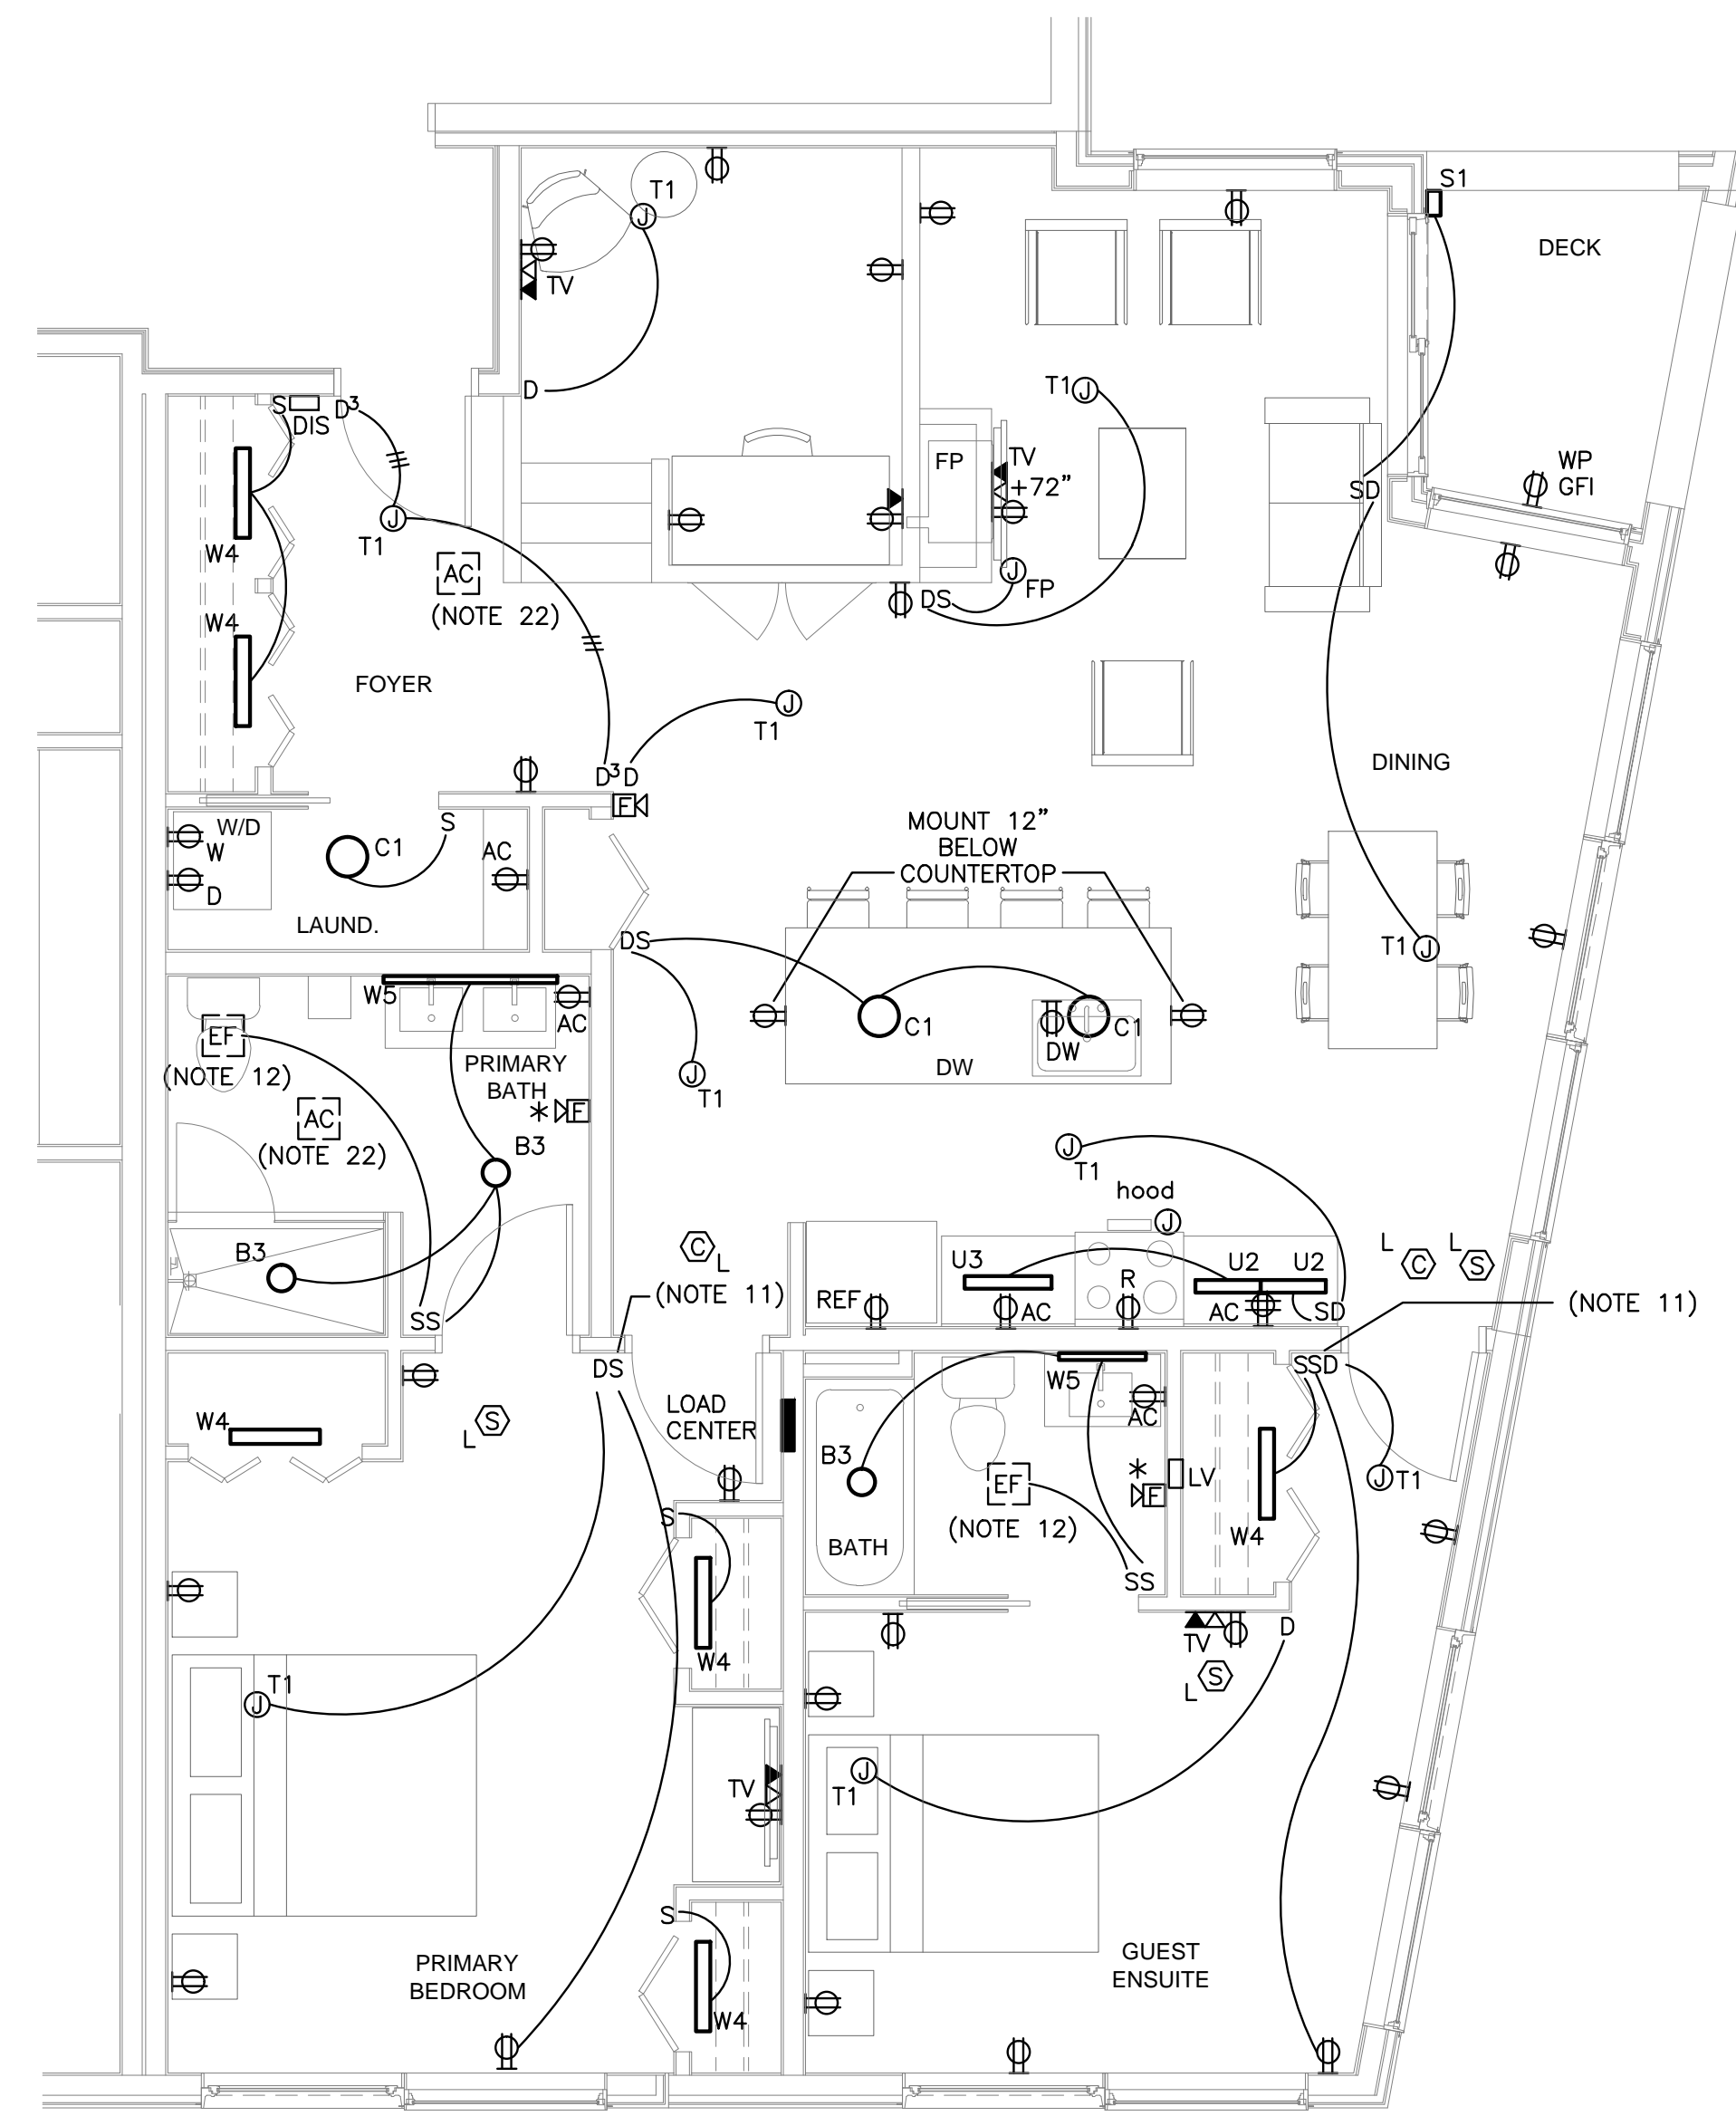 T1
J
S1
DECK
TV
D
T1 J
S
DIS
D3
FP
TV
+72"
WP
GFI
SD
W4
J
T1
AC
(NOTE 22)
J
FP
DS
W4
FOYER
J
T1
D3 D
F
DINING
W/D
W
D
C1
S
AC
LAUND.
MOUNT 12"
BELOW
COUNTERTOP
DS
T1 J
W5
AC
EF
(NOTE 12)
PRIMARY
BATH
C1
C1
DW
DW
J
T1
AC
(NOTE 22)
* F
B3
J
T1
hood
J
B3
C
L
(NOTE 11)
L C
L S
U3
U2
U2
R
REF
AC
AC
SD
(NOTE 11)
SS
DS
SSD
W4
S
L
LOAD
CENTER
W5
AC
B3
*
F
LV
J T1
EF
(NOTE 12)
W4
S
BATH
SS
W4
TV
D
S
L
T1
J
J
T1
TV
S
PRIMARY
BEDROOM
W4
GUEST
ENSUITE